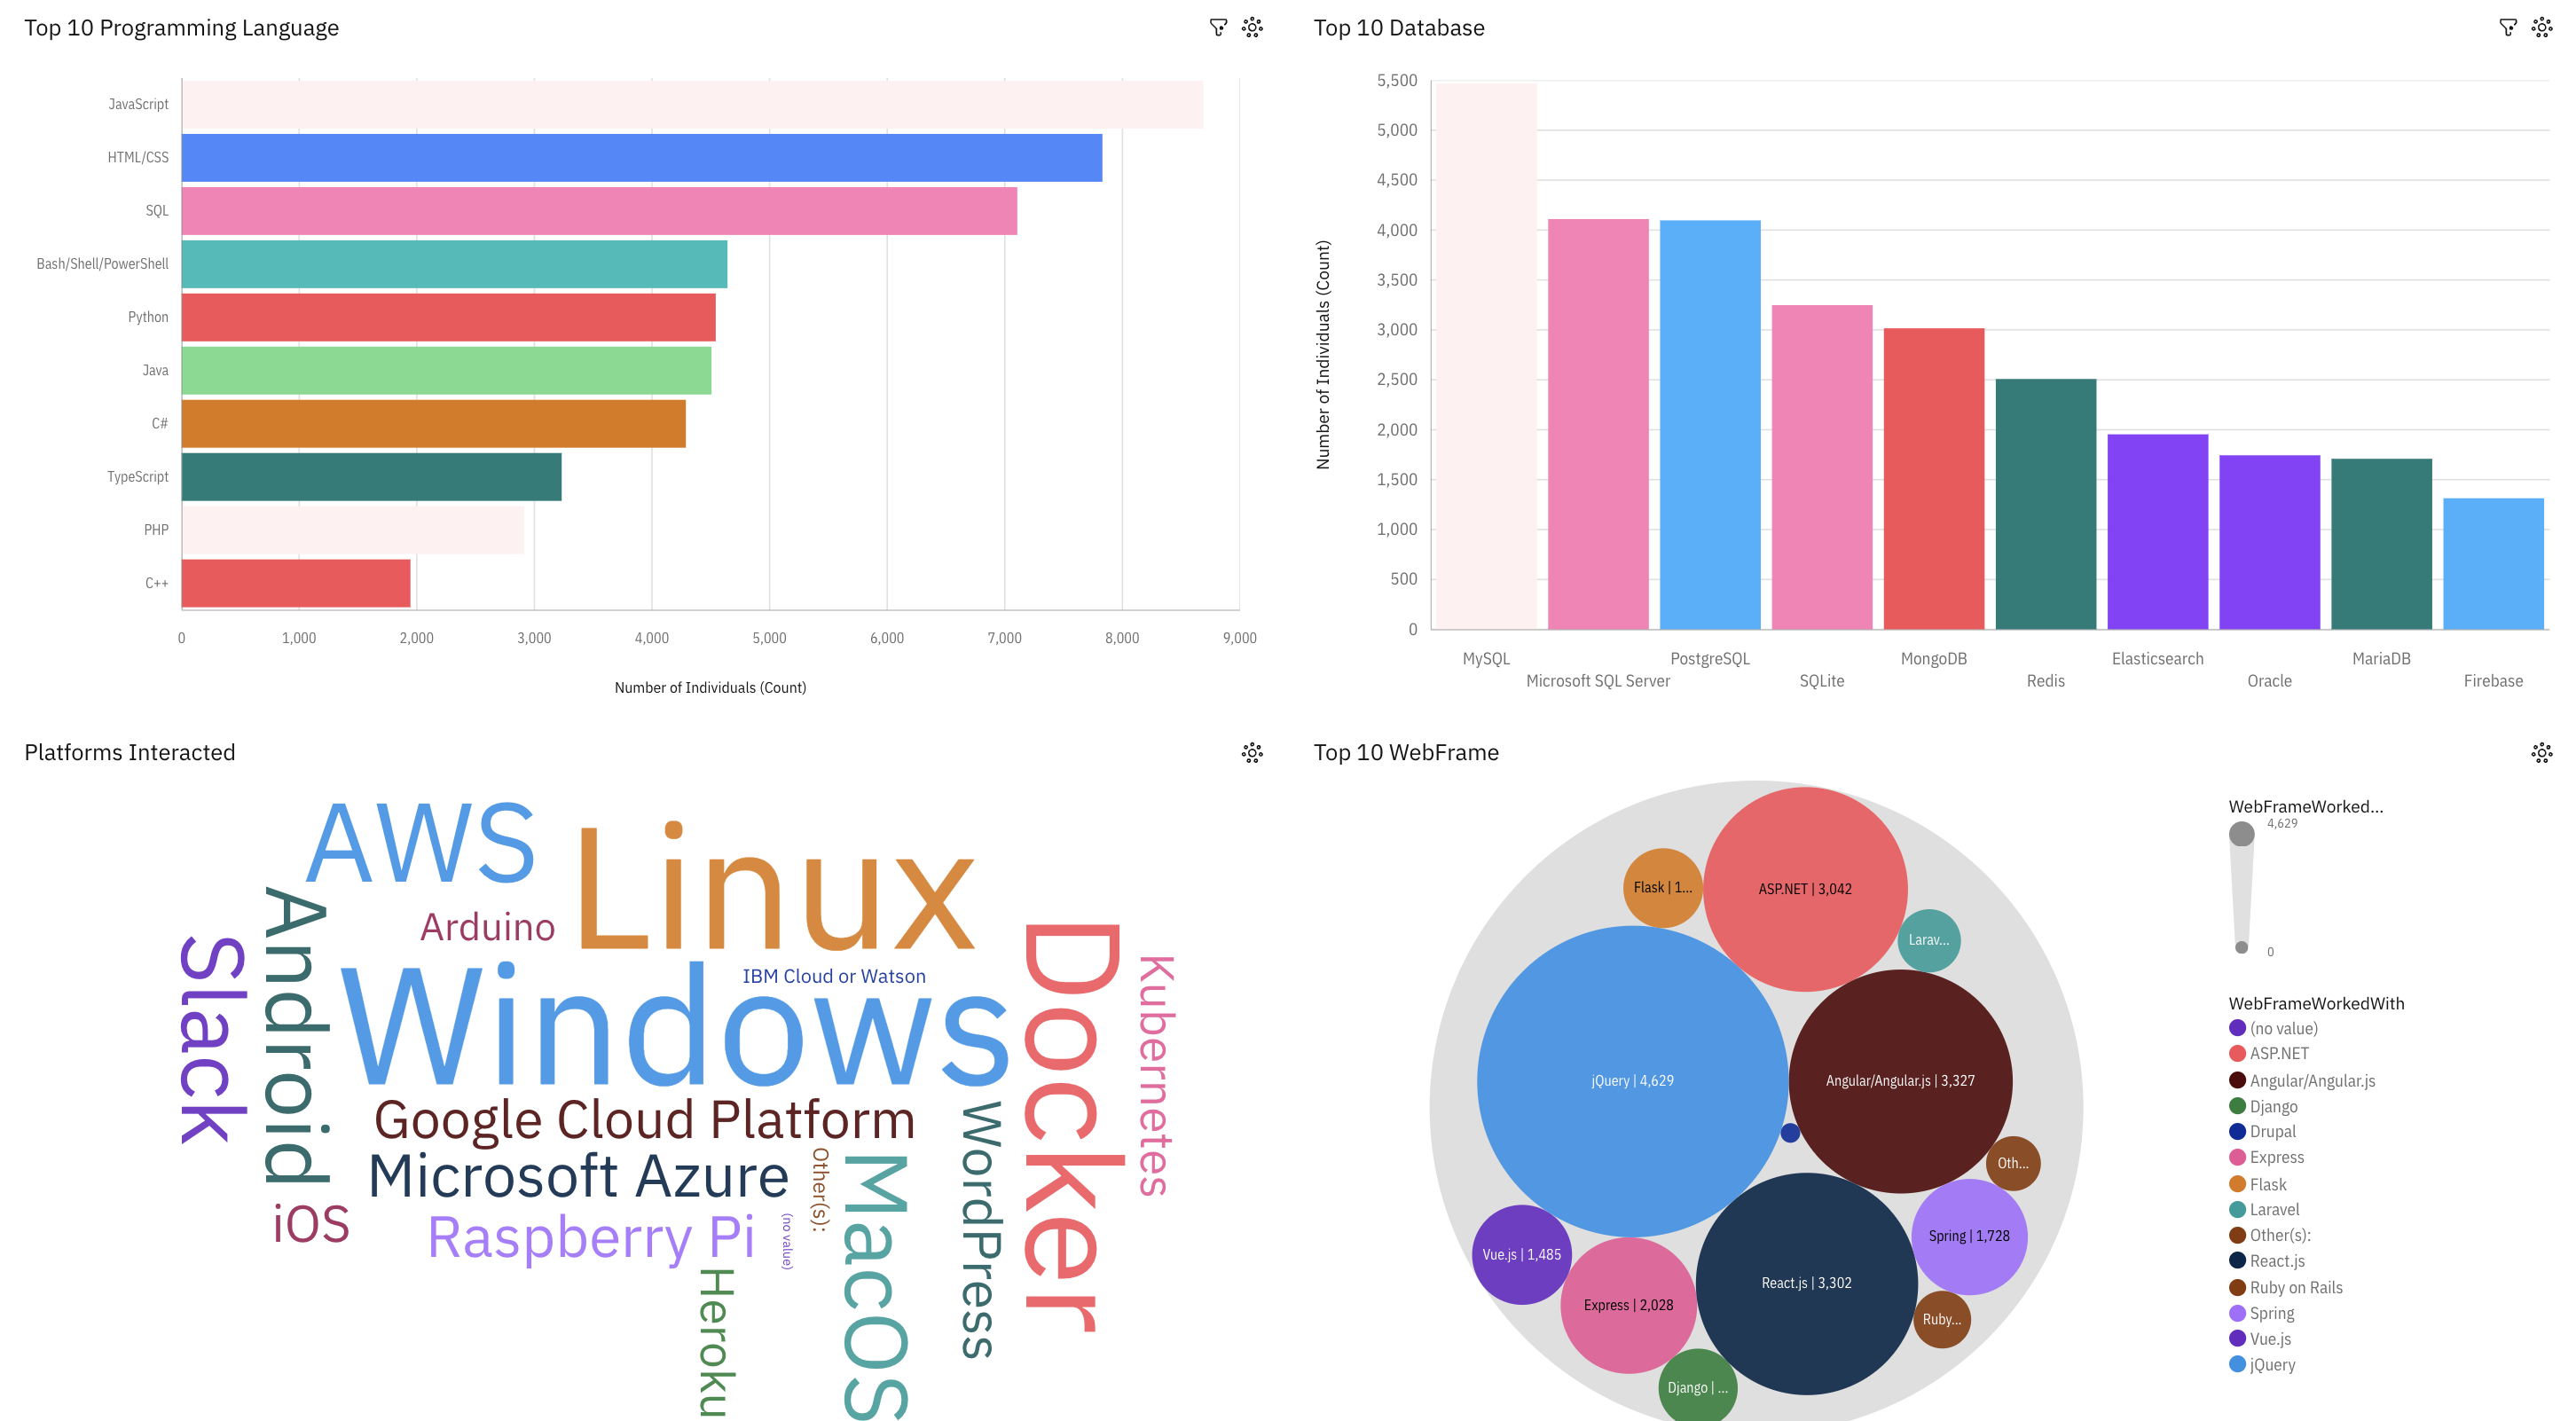 Top 10 Programming Language
JavaScript
HTML/CSS
SQL
Bash/Shell/PowerShell
Python
Java
C#
TypeScript
PHP
C++
0 1,000 2,000 3,000 4,000 5,000 6,000 7,000 8,000 9,000
Number of Individuals (Count)
Top 10 Database
Number of Individuals (Count)
5,500
5,000
4,500
4,000
3,500
3,000
2,500
2,000
1,500
1,000
500
0
MySQL PostgreSQL MongoDB Elasticsearch MariaDB
Microsoft SQL Server SQLite Redis Oracle Firebase
Platforms Interacted
AWS
Linux
Arduino
Android
Slack
IBM Cloud or Watson
Windows
Docker
Kubernetes
Google Cloud Platform
WordPress
Microsoft Azure
Other(s):
MacOS
iOS
Raspberry Pi
(no value)
Heroku
Top 10 WebFrame
Flask | 1...
ASP.NET | 3,042
Larav...
jQuery | 4,629
Angular/Angular.js | 3,327
Oth...
Spring | 1,728
Vue.js | 1,485
React.js | 3,302
Express | 2,028
Ruby...
Django | ...
WebFrameWorked...
4,629
0
WebFrameWorkedWith
(no value)
ASP.NET
Angular/Angular.js
Django
Drupal
Express
Flask
Laravel
Other(s):
React.js
Ruby on Rails
Spring
Vue.js
jQuery